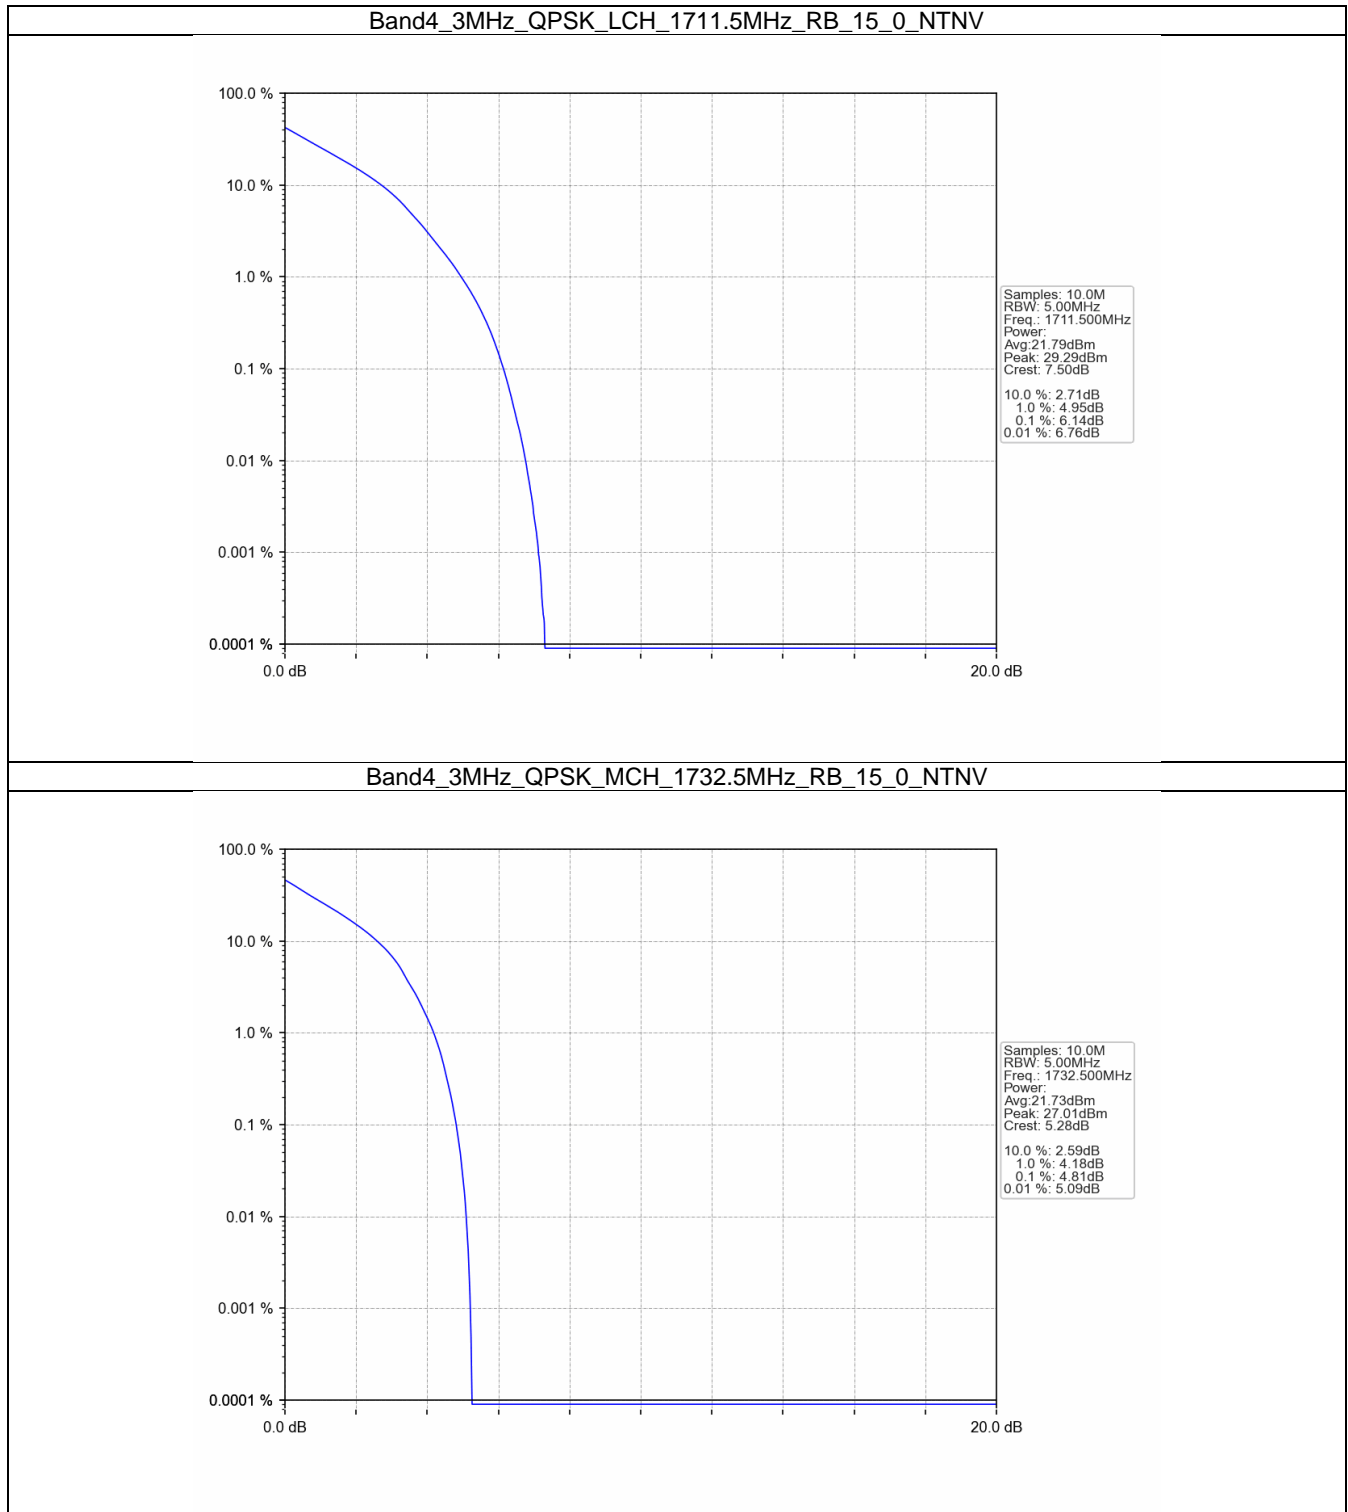 Band4_3MHz_QPSK_LCH_1711.5MHz_RB_15_0_NTNV
100.0 %
10.0 %
1.0 %
0.1 %
0.01 %
0.001 %
0.0001 %
0.0 dB
20.0 dB
Samples: 10.0M
RBW: 5.00MHz
Freq.: 1711.500MHz
Power:
Avg:21.79dBm
Peak: 29.29dBm
Crest: 7.50dB
10.0 %: 2.71dB
1.0 %: 4.95dB
0.1 %: 6.14dB
0.01 %: 6.76dB
Band4_3MHz_QPSK_MCH_1732.5MHz_RB_15_0_NTNV
100.0 %
10.0 %
1.0 %
0.1 %
0.01 %
0.001 %
0.0001 %
0.0 dB
20.0 dB
Samples: 10.0M
RBW: 5.00MHz
Freq.: 1732.500MHz
Power:
Avg:21.73dBm
Peak: 27.01dBm
Crest: 5.28dB
10.0 %: 2.59dB
1.0 %: 4.18dB
0.1 %: 4.81dB
0.01 %: 5.09dB